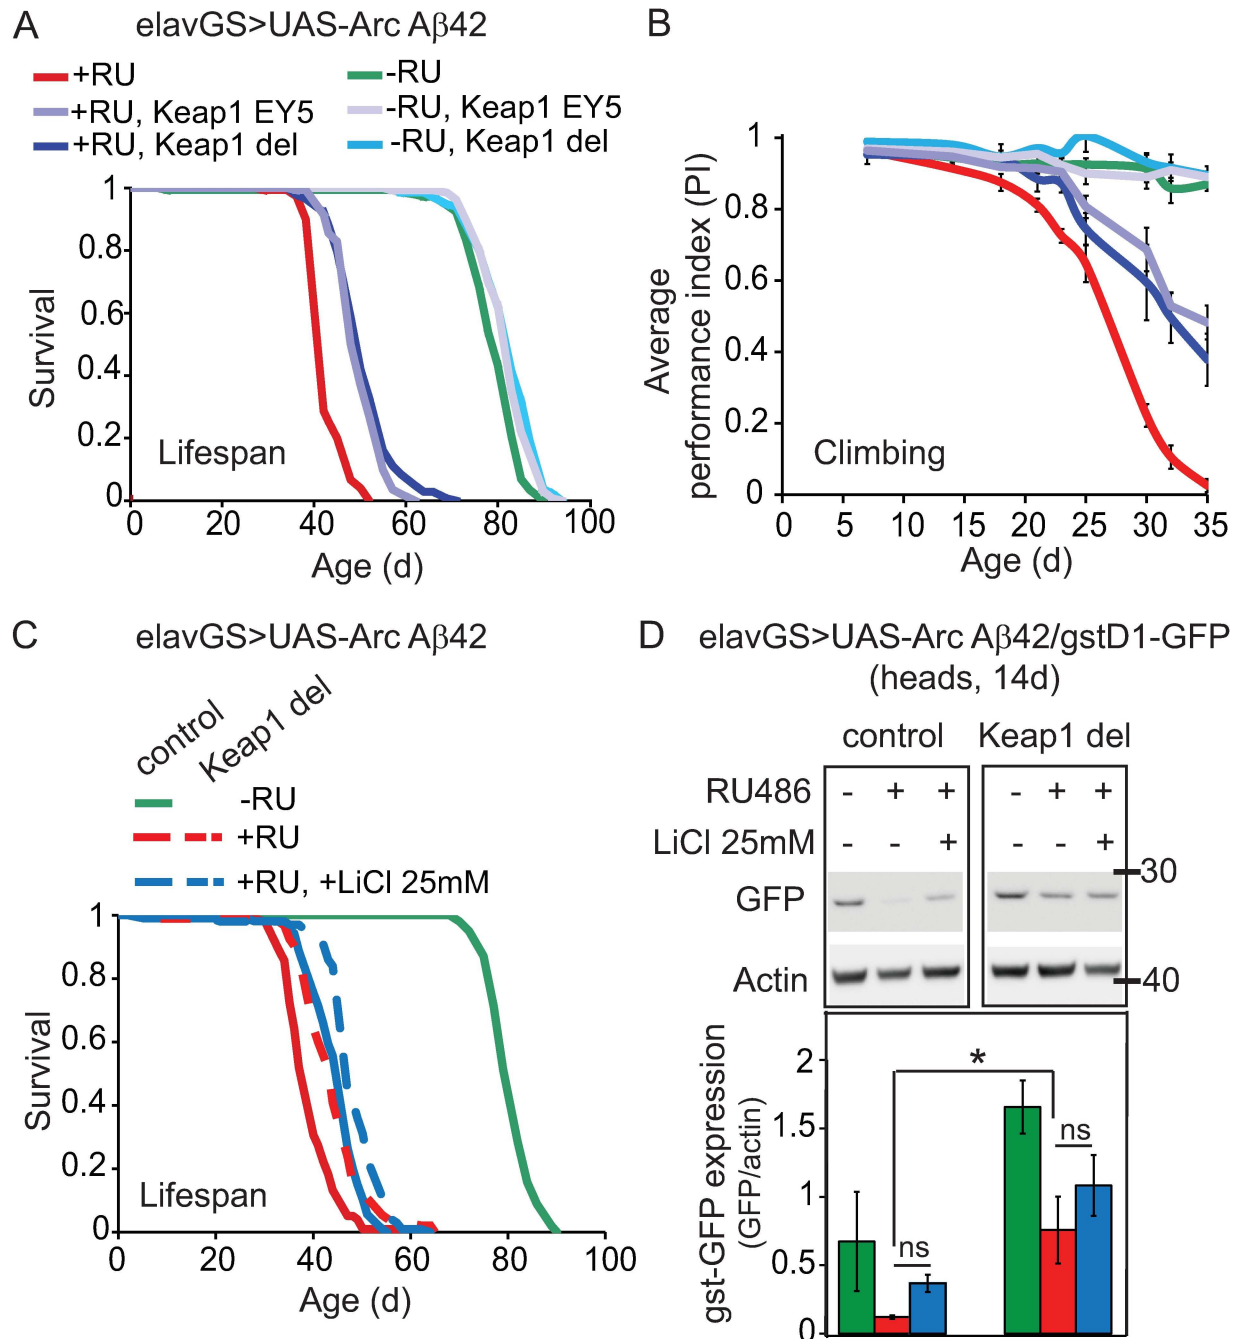 A
elavGS>UAS-Arc Aβ42
+RU
-RU
+RU, Keap1 EY5
-RU, Keap1 EY5
+RU, Keap1 del
-RU, Keap1 del
Survival
1
0.8
0.6
0.4
0.2
0
Lifespan
0 20 40 60 80 100
Age (d)
B
Average
performance index (PI)
1
0.8
0.6
0.4
0.2
0
Climbing
0 5 10 15 20 25 30 35
Age (d)
C
elavGS>UAS-Arc Aβ42
control
Keap1 del
-RU
+RU
+RU, +LiCl 25mM
Survival
1
0.8
0.6
0.4
0.2
0
Lifespan
0 20 40 60 80 100
Age (d)
D
elavGS>UAS-Arc Aβ42/gstD1-GFP
(heads, 14d)
control Keap1 del
RU486 - + + - + +
LiCl 25mM - - + - - +
GFP
30
Actin
40
gst-GFP expression
(GFP/actin)
2
1.5
1
0.5
0
*
ns
ns